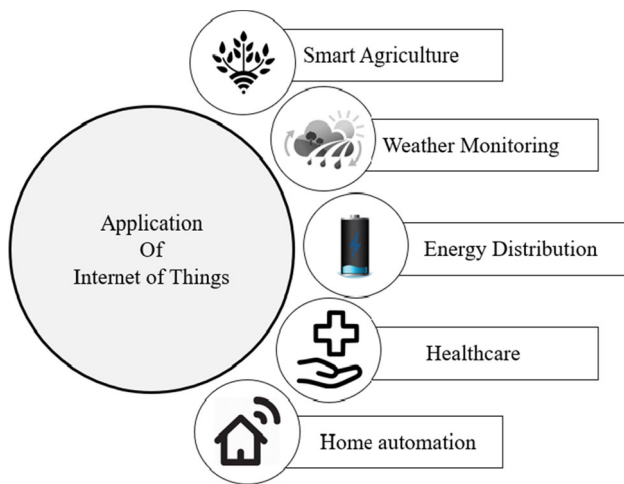 Smart Agriculture
Weather Monitoring
Application
Of
Internet of Things
Energy Distribution
Healthcare
Home automation